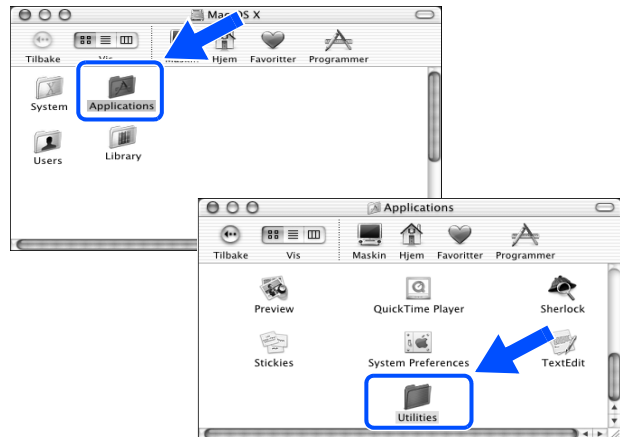 Mac OS X
Tilbake Vis Maskin Hjem Favoritter Programmer
System Applications
Users Library
Applications
Tilbake Vis Maskin Hjem Favoritter Programmer
Preview QuickTime Player Sherlock
Stickies System Preferences TextEdit
Utilities